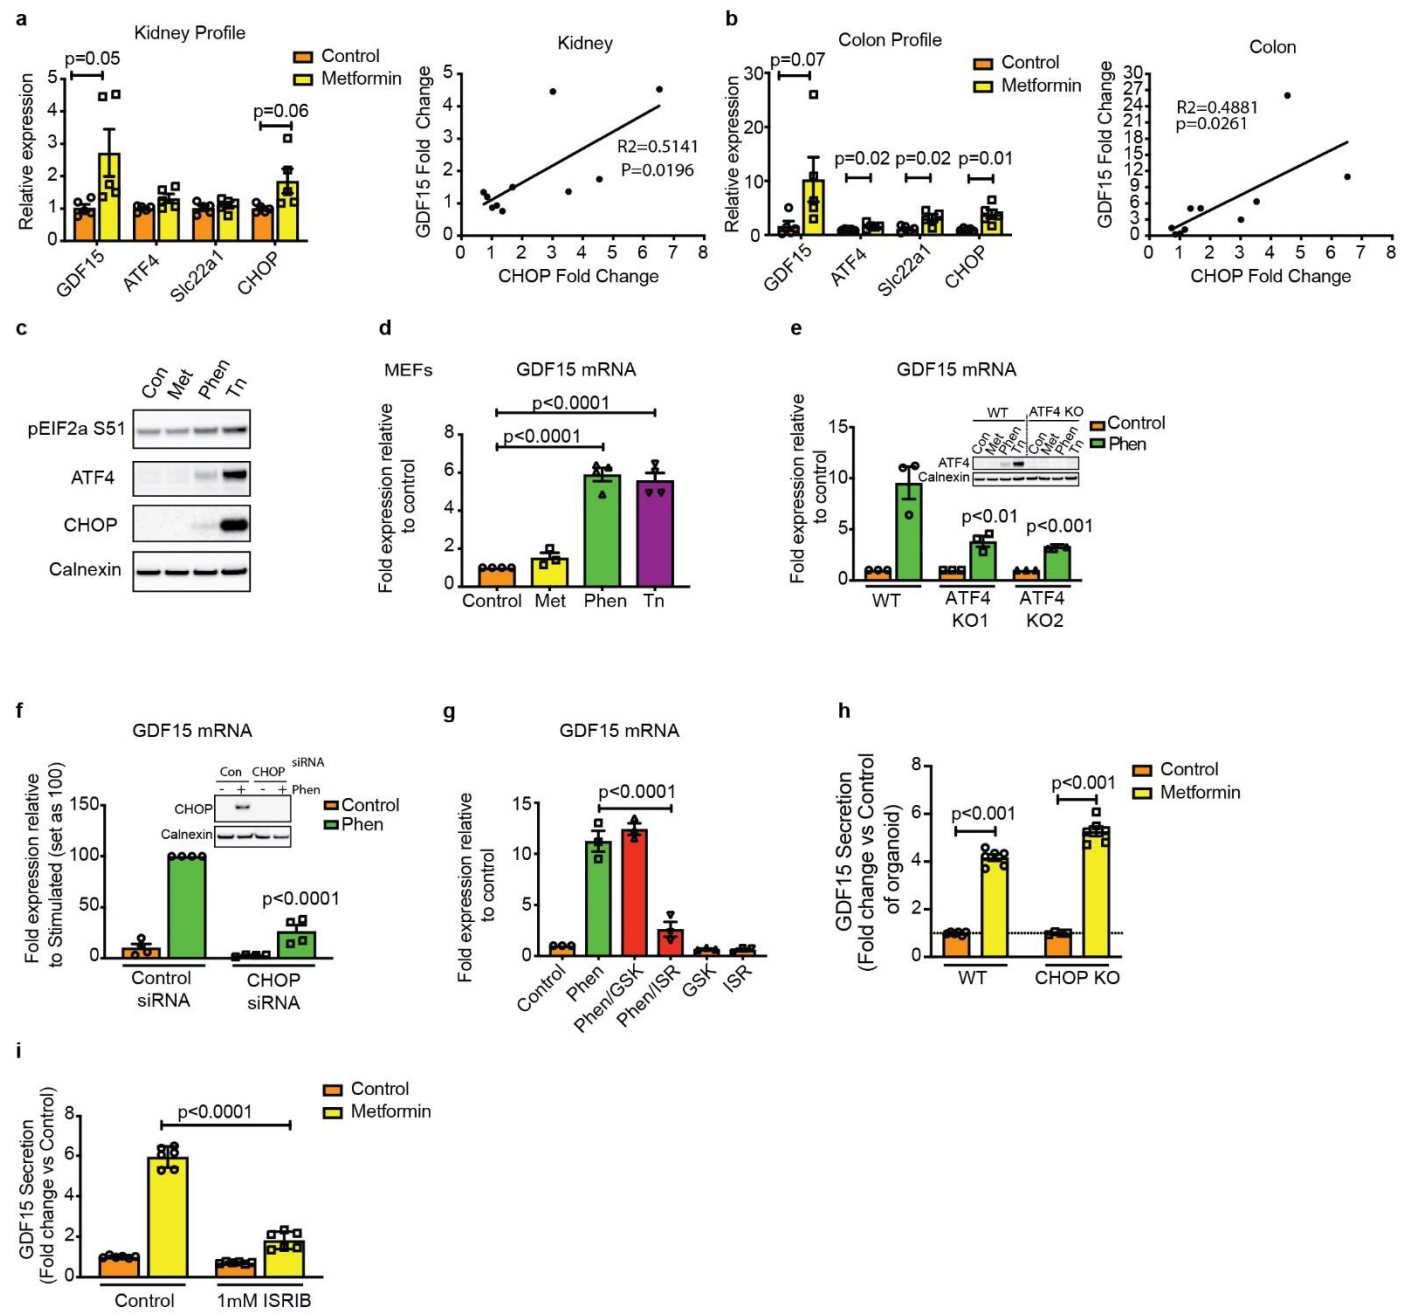 a
Kidney Profile
Control
Metformin
p=0.05
p=0.06
Relative expression
5
4
3
2
1
0
GDF15
ATF4
Slc22a1
CHOP
Kidney
GDF15 Fold Change
5
4
3
2
1
0
R2=0.5141
P=0.0196
0 1 2 3 4 5 6 7 8
CHOP Fold Change
b
Colon Profile
Control
Metformin
p=0.07
p=0.02
p=0.02
p=0.01
Relative expression
30
20
10
0
GDF15
ATF4
Slc22a1
CHOP
Colon
GDF15 Fold Change
30
27
24
21
18
15
12
9
6
3
0
R2=0.4881
p=0.0261
0 1 2 3 4 5 6 7 8
CHOP Fold Change
c
Con Met Phen Tn
pEIF2a S51
ATF4
CHOP
Calnexin
d
MEFs
GDF15 mRNA
p<0.0001
p<0.0001
Fold expression relative
to control
8
6
4
2
0
Control Met Phen Tn
e
GDF15 mRNA
WT ATF4 KO
Con Met Phen Tn Con Met Phen Tn
ATF4
Calnexin
Control
Phen
Fold expression relative
to control
15
10
5
0
p<0.01
p<0.001
WT
ATF4
KO1
ATF4
KO2
f
GDF15 mRNA
siRNA
Con CHOP
- + - + Phen
CHOP
Calnexin
Control
Phen
Fold expression relative
to Stimulated (set as 100)
150
100
50
0
p<0.0001
Control
siRNA
CHOP
siRNA
g
GDF15 mRNA
p<0.0001
Fold expression relative
to control
15
10
5
0
Control
Phen
Phen/GSK
Phen/ISR
GSK
ISR
h
Control
Metformin
p<0.001
p<0.001
GDF15 Secretion
(Fold change vs Control
of organoid)
8
6
4
2
0
WT
CHOP KO
i
Control
Metformin
p<0.0001
GDF15 Secretion
(Fold change vs Control)
8
6
4
2
0
Control
1mM ISRIB